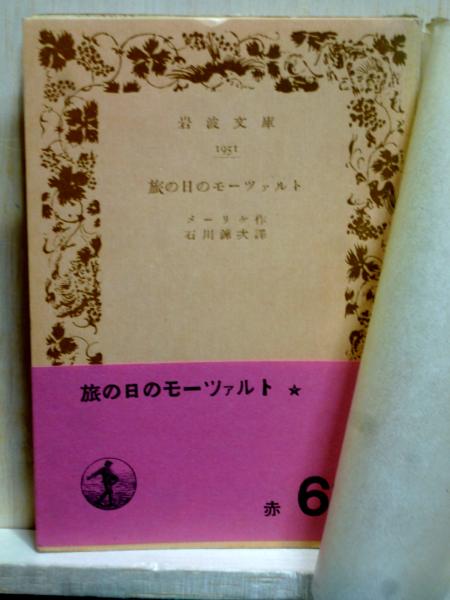 岩波文庫
1951
旅の日のモーツァルト
メーリケ作
石川錬次譯
旅の日のモーツァルト ★
赤 6